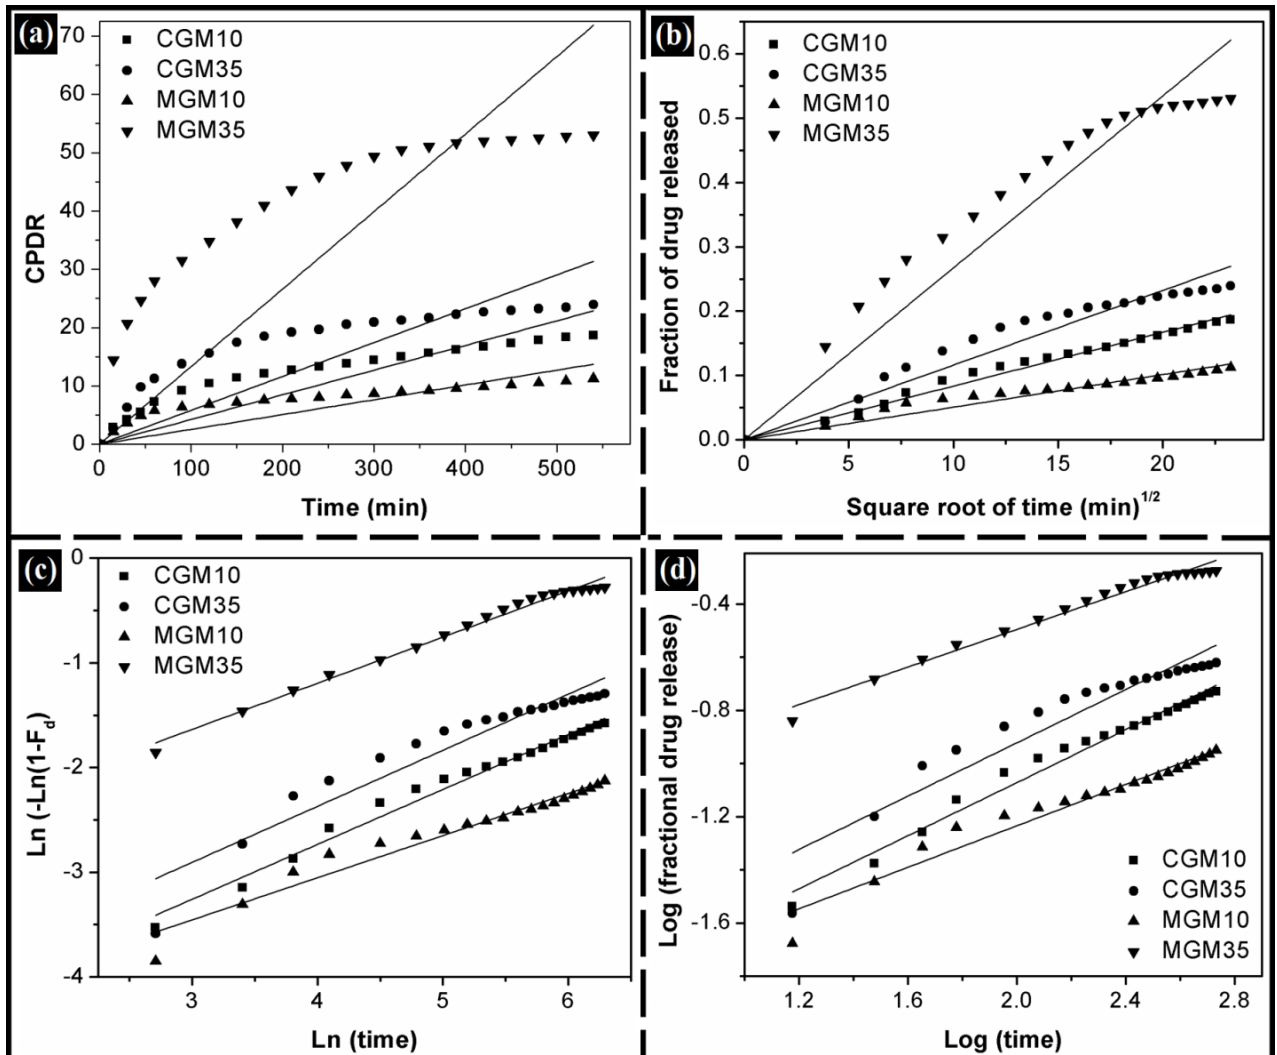 (a)
CGM10
CGM35
MGM10
MGM35
CPDR
70
60
50
40
30
20
10
0
0 100 200 300 400 500
Time (min)
(b)
CGM10
CGM35
MGM10
MGM35
Fraction of drug released
0.6
0.5
0.4
0.3
0.2
0.1
0.0
0 5 10 15 20
Square root of time (min)^1/2
(c)
CGM10
CGM35
MGM10
MGM35
Ln (-Ln(1-F_d)
0
-1
-2
-3
-4
3 4 5 6
Ln (time)
(d)
Log (fractional drug release)
-0.4
-0.8
-1.2
-1.6
CGM10
CGM35
MGM10
MGM35
1.2 1.6 2.0 2.4 2.8
Log (time)